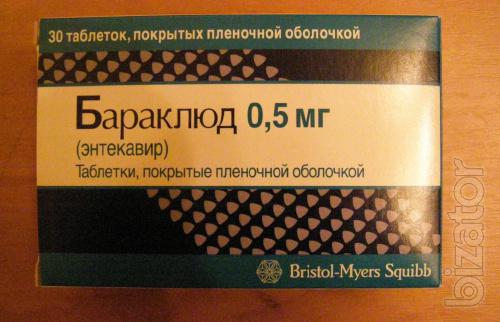 30 таблеток, покрытых пленочной оболочкой
Бараклюд 0,5 мг
(энтекавир)
Таблетки, покрытые пленочной оболочкой
Bristol-Myers Squibb
bizator